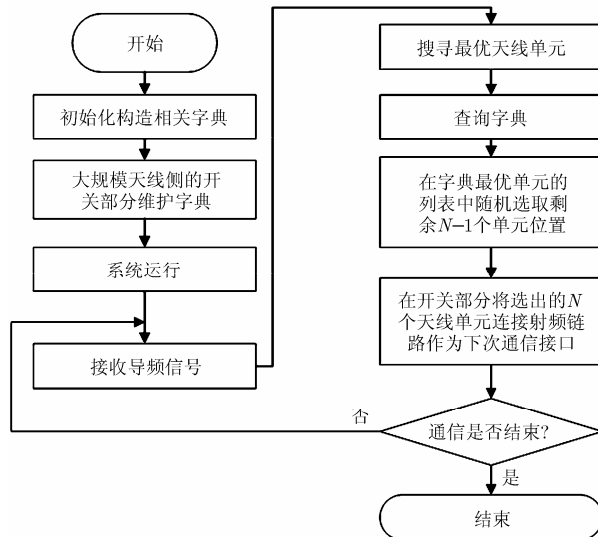 开始
初始化构造相关字典
大规模天线侧的开
关部分维护字典
系统运行
接收导频信号
搜寻最优天线单元
查询字典
在字典最优单元的
列表中随机选取剩
余N−1个单元位置
在开关部分将选出的N
个天线单元连接射频链
路作为下次通信接口
通信是否结束?
否
是
结束